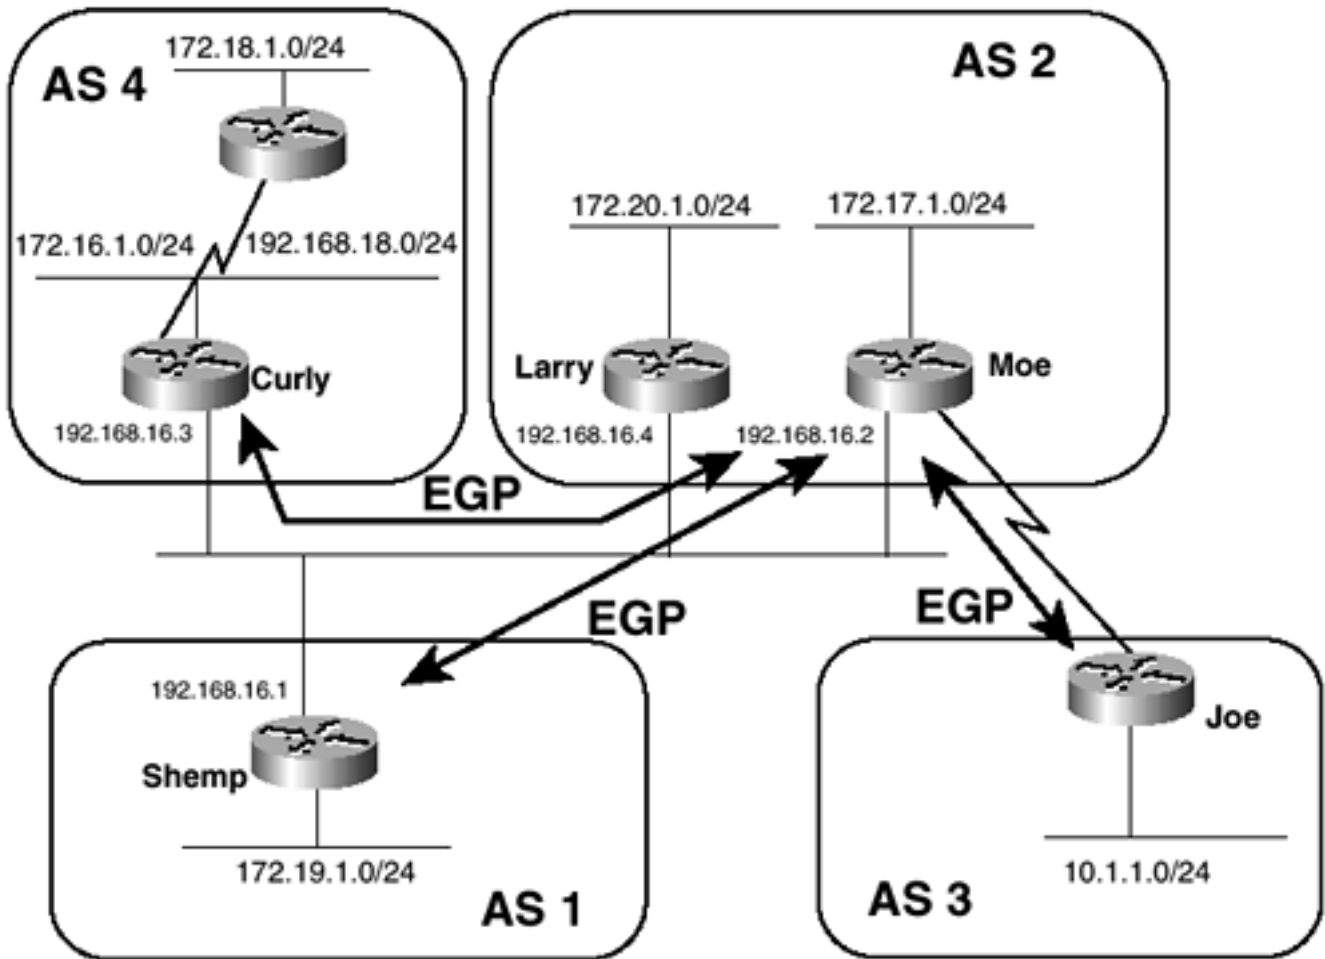 172.18.1.0/24
AS 4
AS 2
172.20.1.0/24
172.17.1.0/24
172.16.1.0/24
192.168.18.0/24
Larry
Moe
Curly
192.168.16.3
192.168.16.4
192.168.16.2
EGP
EGP
EGP
192.168.16.1
Joe
Shemp
172.19.1.0/24
10.1.1.0/24
AS 1
AS 3